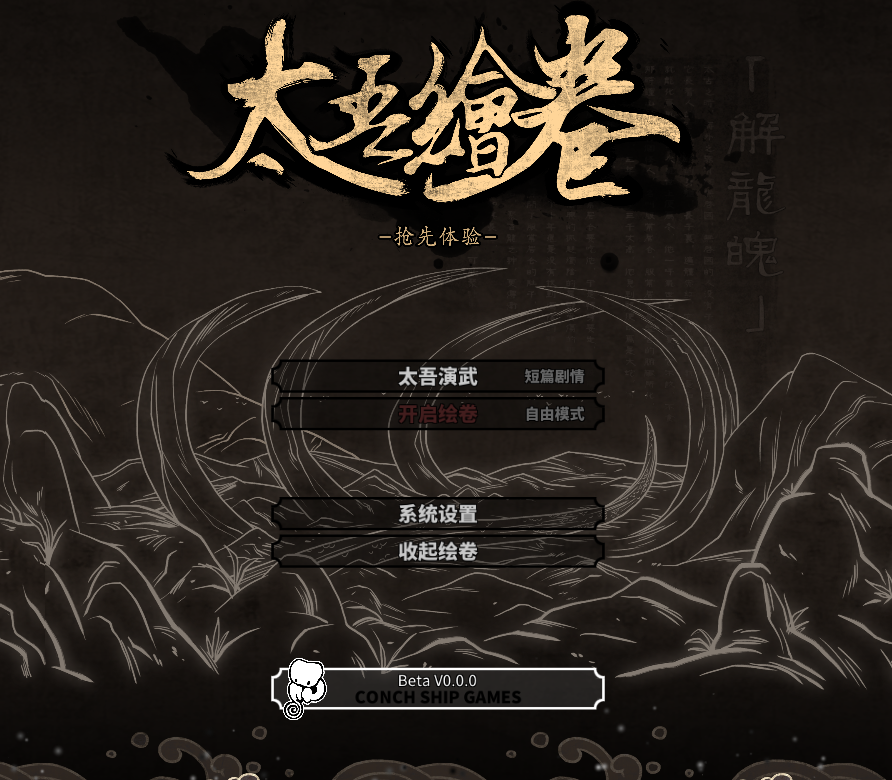 太吾繪卷
–抢先体验–
「解龍魄」
太吾演武 短篇剧情
开启绘卷 自由模式
系统设置
收起绘卷
Beta V0.0.0
CONCH SHIP GAMES